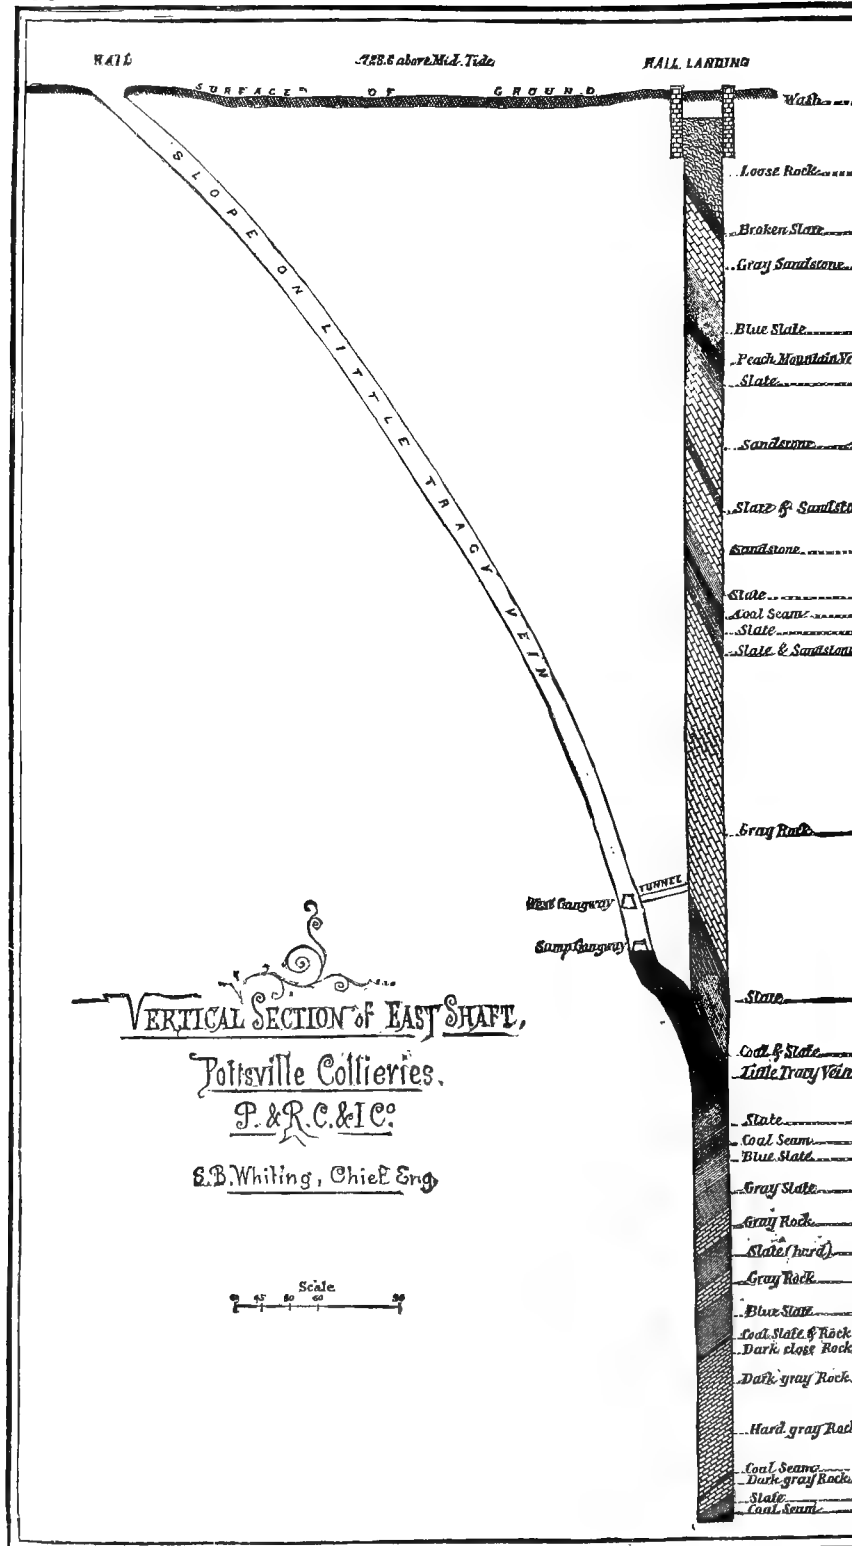 RAIL
728.6 above Mid. Tide
RAIL LANDING
SURFACE OF GROUND
Wash
SLOPE ON LITTLE TRACY VEIN
Loose Rock
Broken Slate
Gray Sandstone
Blue Slate
Peach Mountain Ve
Slate
Sandstone
Slate & Sandsto
Sandstone
Slate
Coal Seam
Slate
Slate & Sandstone
Gray Rock
TUNNEL
West Gangway
Sump Gangway
Slate
VERTICAL SECTION of EAST SHAFT,
Pottsville Collieries.
P. & R. C. & I Co.
S.B. Whiting, Chief Eng
Coal & Slate
Little Tracy Vein
Slate
Coal Seam
Blue Slate
Gray Slate
Gray Rock
Slate (hard)
Gray Rock
Blue Slate
Coal Slate & Rock
Dark close Rock
Dark gray Rock
Hard gray Rock
Coal Seam
Dark gray Rock
Slate
Coal Seam
Scale